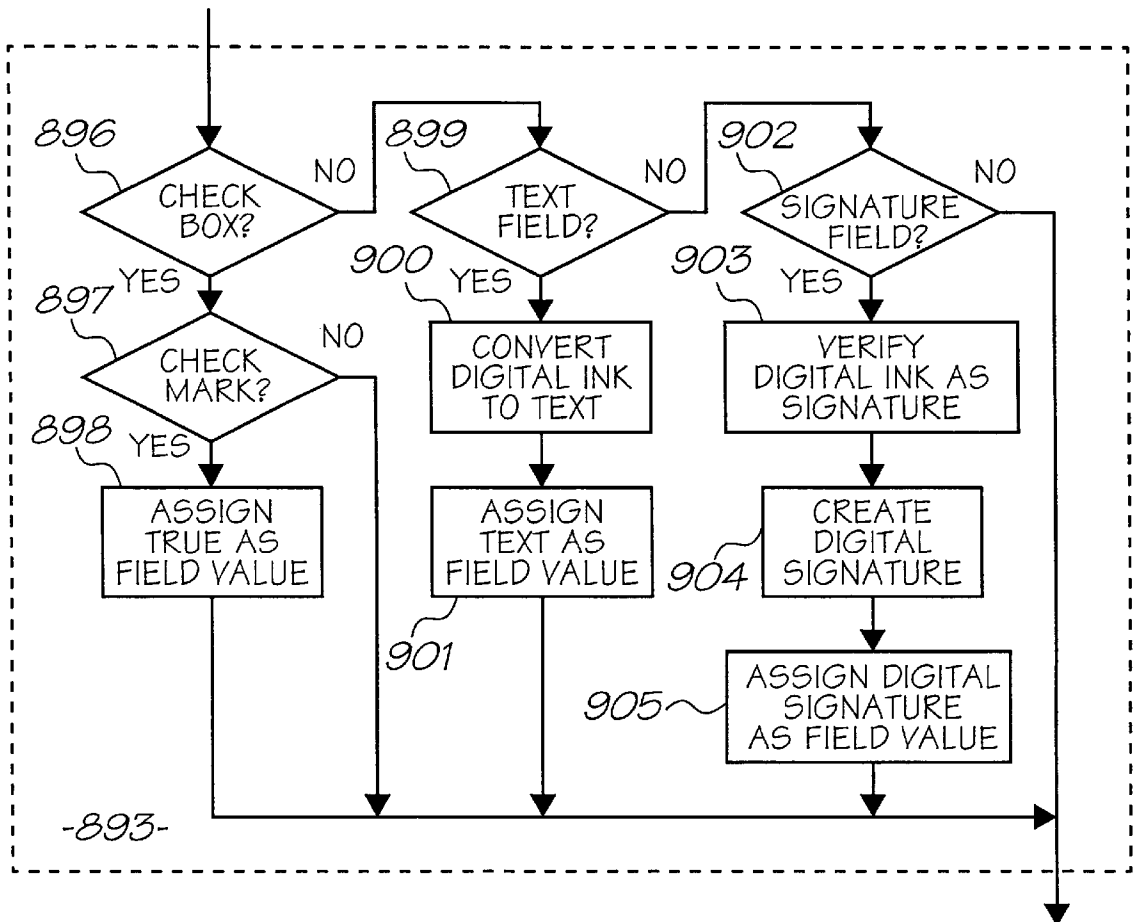 896
CHECK
BOX?
NO
YES
897
CHECK
MARK?
NO
YES
898
ASSIGN
TRUE AS
FIELD VALUE
899
TEXT
FIELD?
NO
YES
900
CONVERT
DIGITAL INK
TO TEXT
ASSIGN
TEXT AS
FIELD VALUE
901
902
SIGNATURE
FIELD?
NO
YES
903
VERIFY
DIGITAL INK AS
SIGNATURE
CREATE
DIGITAL
SIGNATURE
904
ASSIGN DIGITAL
SIGNATURE
AS FIELD VALUE
905
-893-